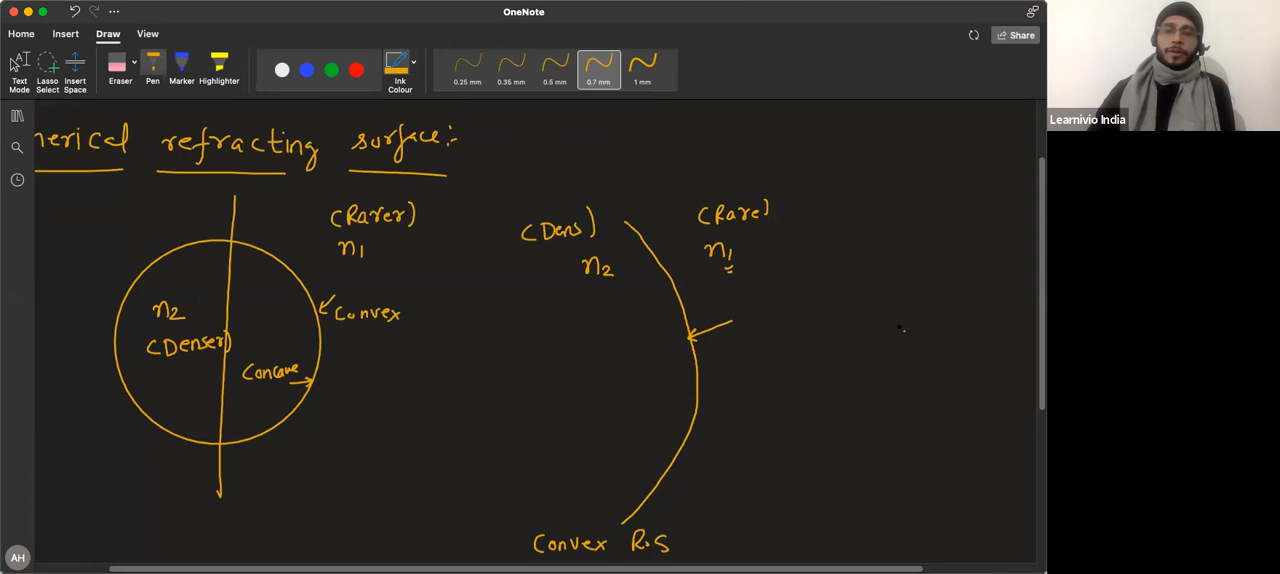 OneNote
Home Insert Draw View
Share
Text Mode
Lasso Select
Insert Space
Eraser
Pen
Marker
Highlighter
Ink Colour
0.25 mm
0.35 mm
0.5 mm
0.7 mm
1 mm
Learnivio India
herical refracting surface:-
(Rarer)
n1
n2
(Denser)
Convex
Concave
(Dens)
n2
(Rare)
n1
Convex R.S
AH